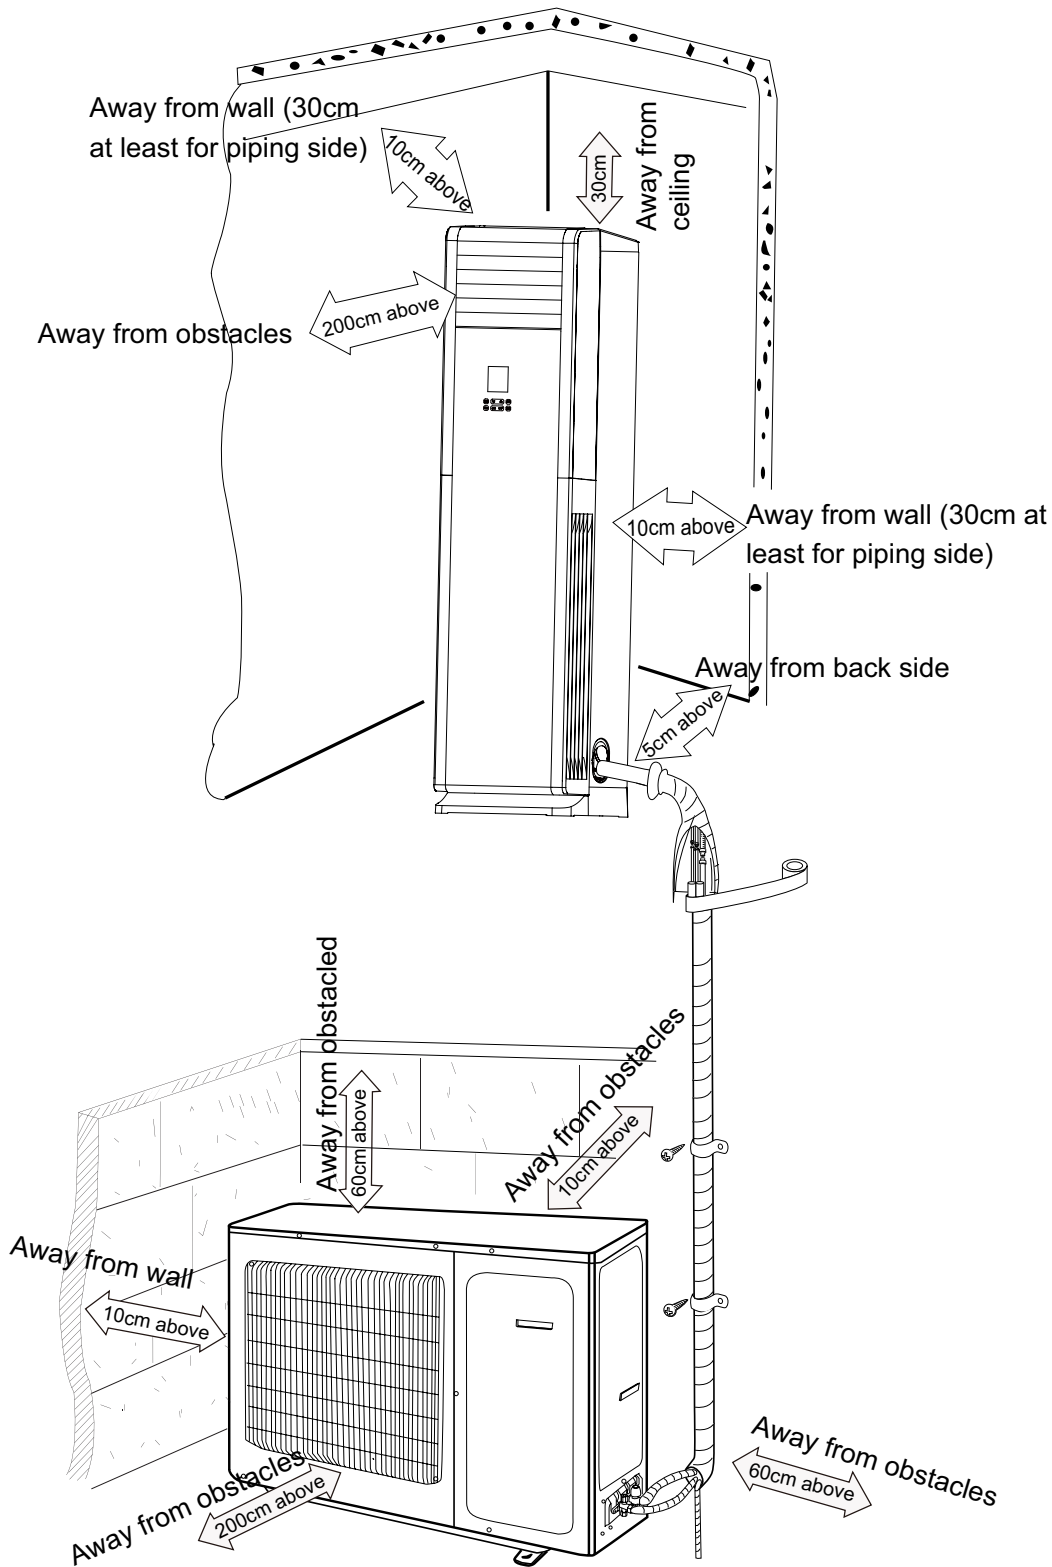 Away from wall (30cm
at least for piping side)
10cm above
30cm
Away from
ceiling
Away from obstacles
200cm above
10cm above
Away from wall (30cm at
least for piping side)
Away from back side
5cm above
Away from obstacled
60cm above
Away from obstacles
10cm above
Away from wall
10cm above
Away from obstacles
200cm above
Away from obstacles
60cm above